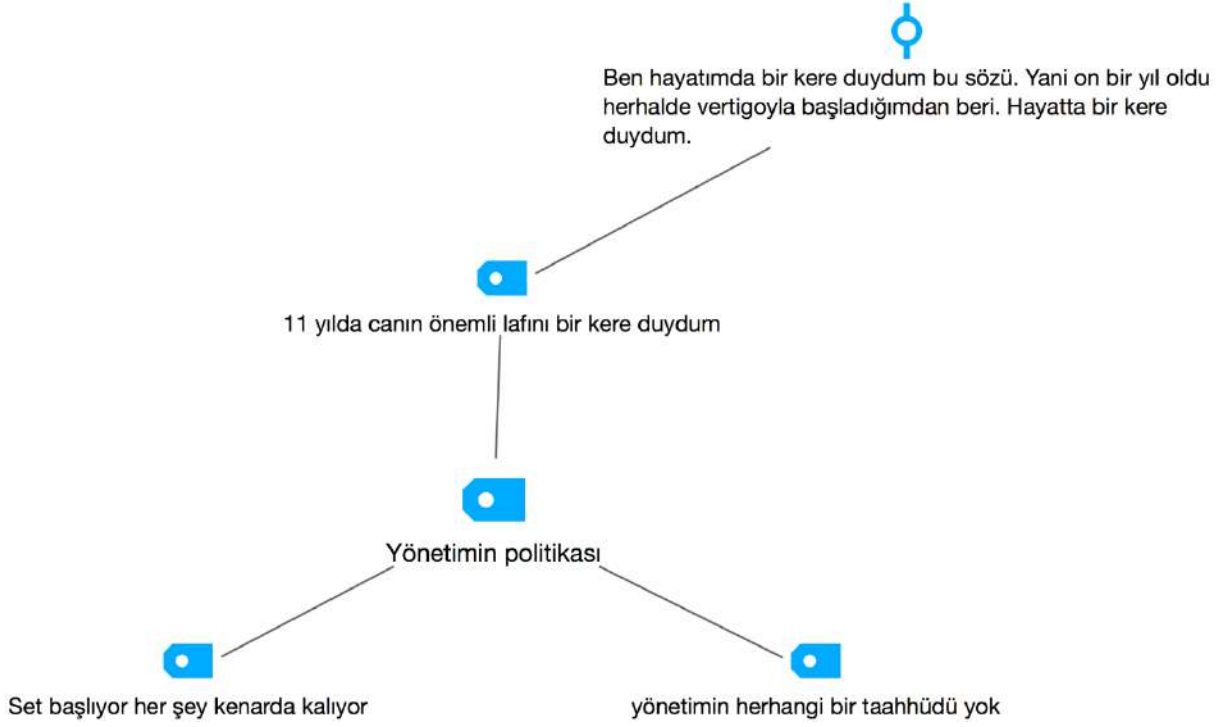 Ben hayatımda bir kere duydum bu sözü. Yani on bir yıl oldu
herhalde vertigoyla başladığımdan beri. Hayatta bir kere
duydum.
11 yılda canın önemli lafını bir kere duydum
Yönetimin politikası
Set başlıyor her şey kenarda kalıyor
yönetimin herhangi bir taahhüdü yok